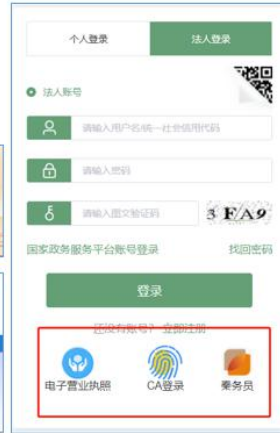 个人登录 法人登录
法人账号
请输入用户名/统一社会信用代码
请输入密码
请输入图文验证码 3 F/A9
国家政务服务平台账号登录 找回密码
登录
还没有账号? 立即注册
电子营业执照 CA登录 秦务员